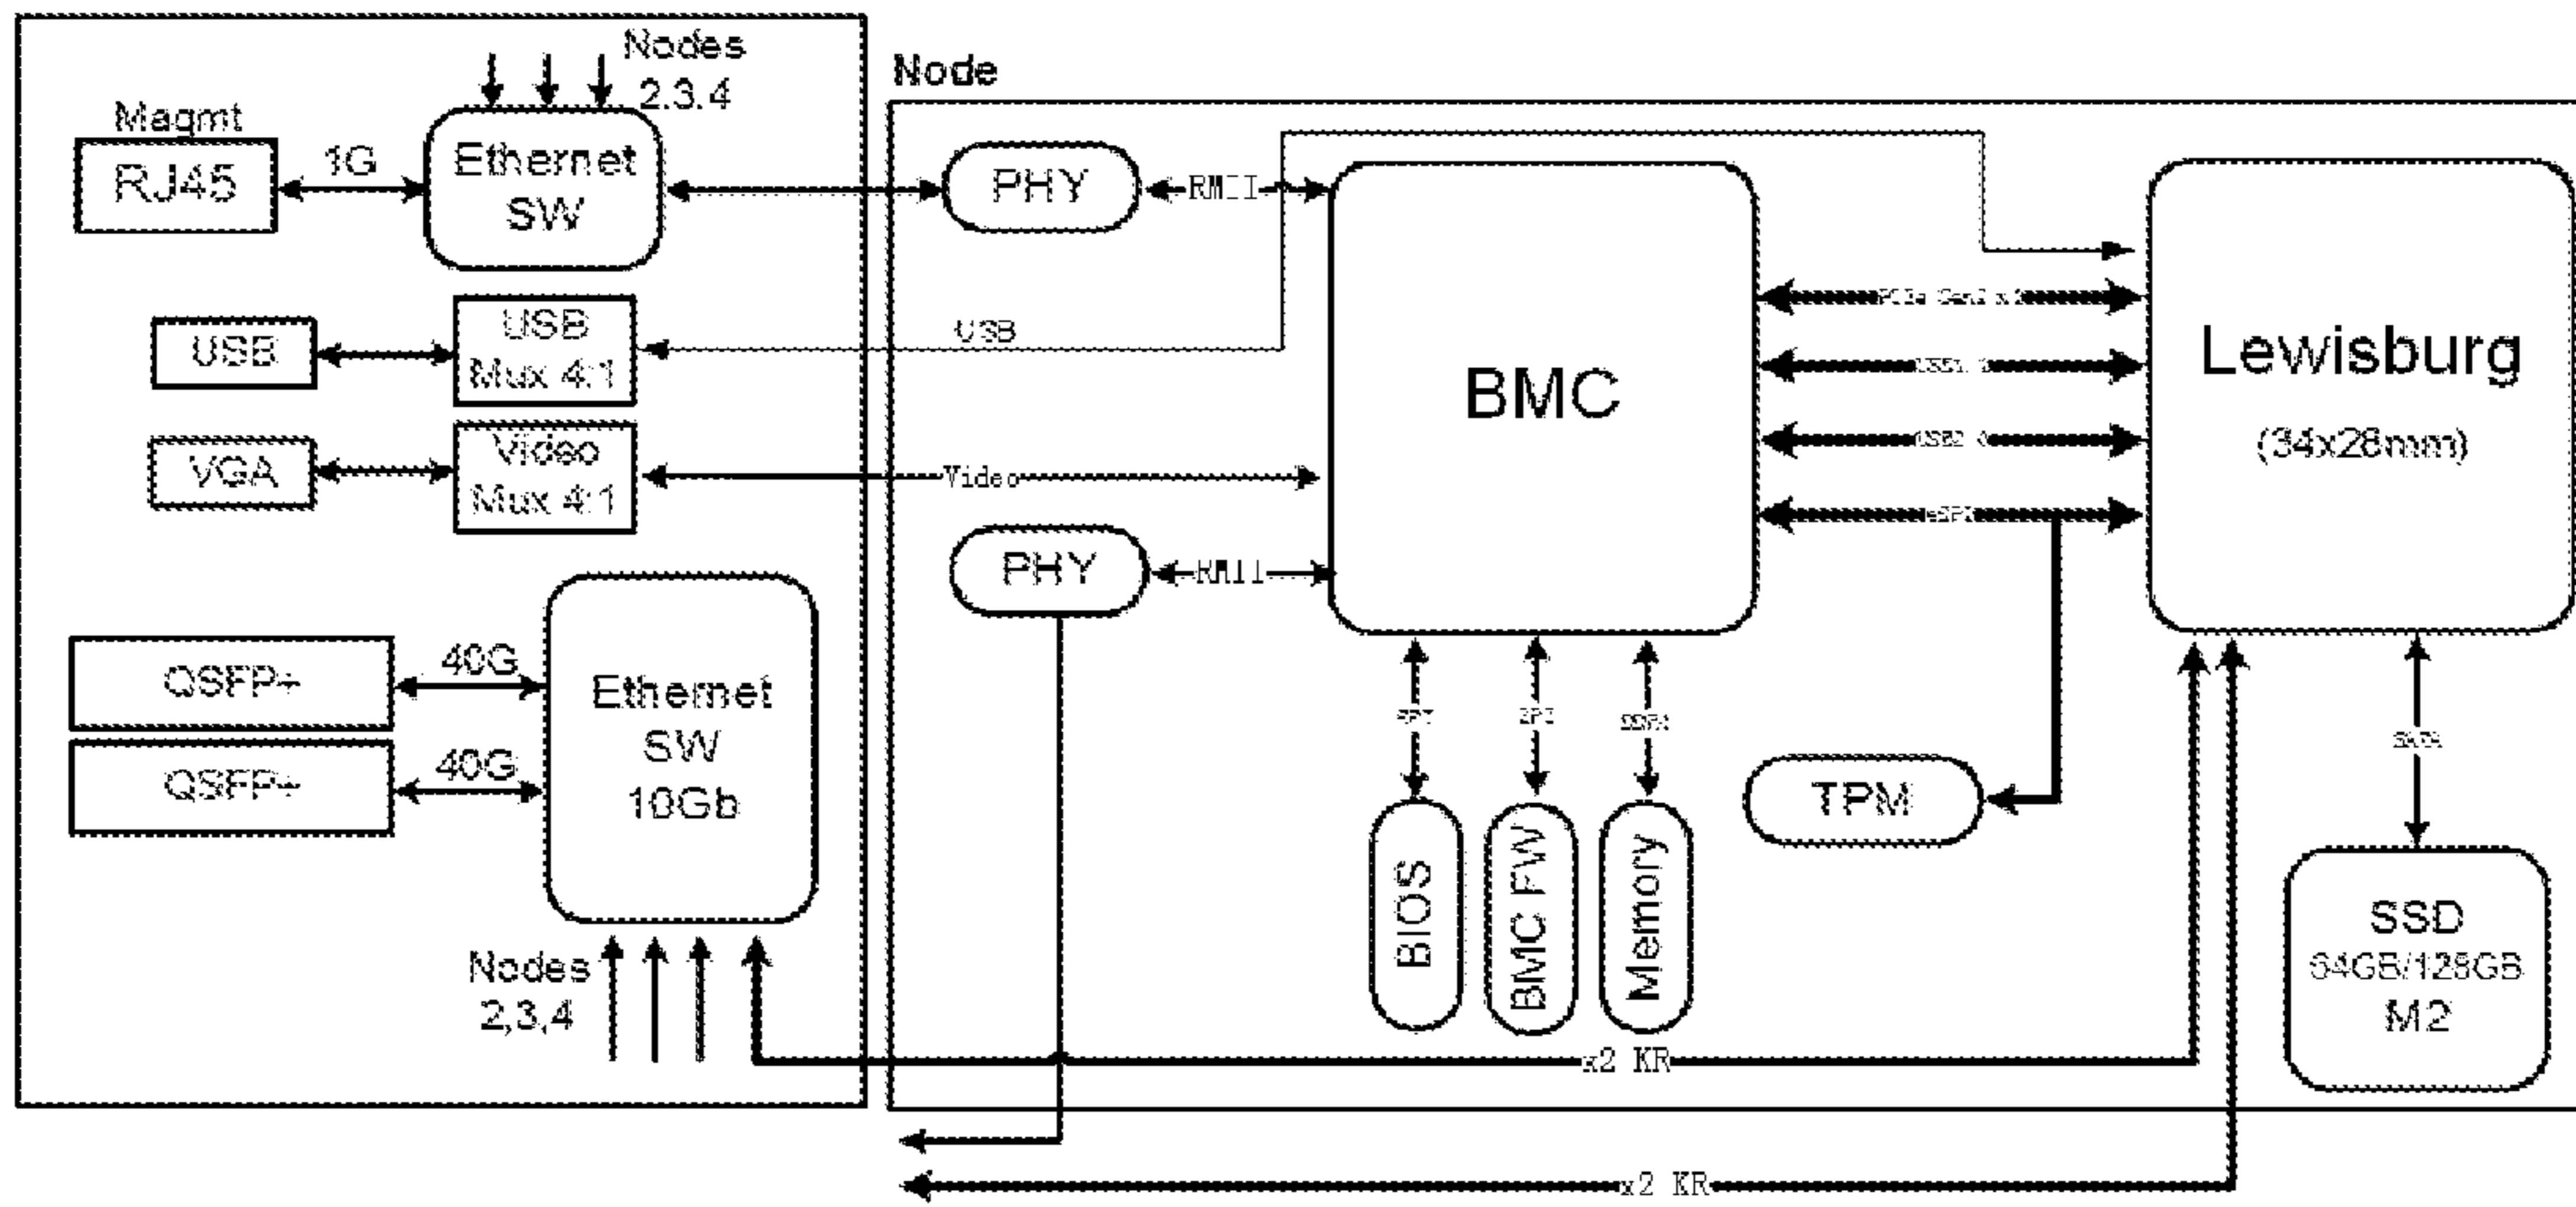 Nodes
2.3.4
Node
Maqmt
RJ45
1G
Ethernet
SW
PHY
RMII
USB
USB
Mux 4:1
USB
VGA
Video
Mux 4:1
Video
PHY
RMII
BMC
Lewisburg
(34x28mm)
QSFP+
40G
QSFP+
40G
Ethernet
SW
10Gb
Nodes
2,3,4
BIOS
BMC FW
Memory
TPM
SATA
SSD
64GB/128GB
M2
x2 KR
x2 KR